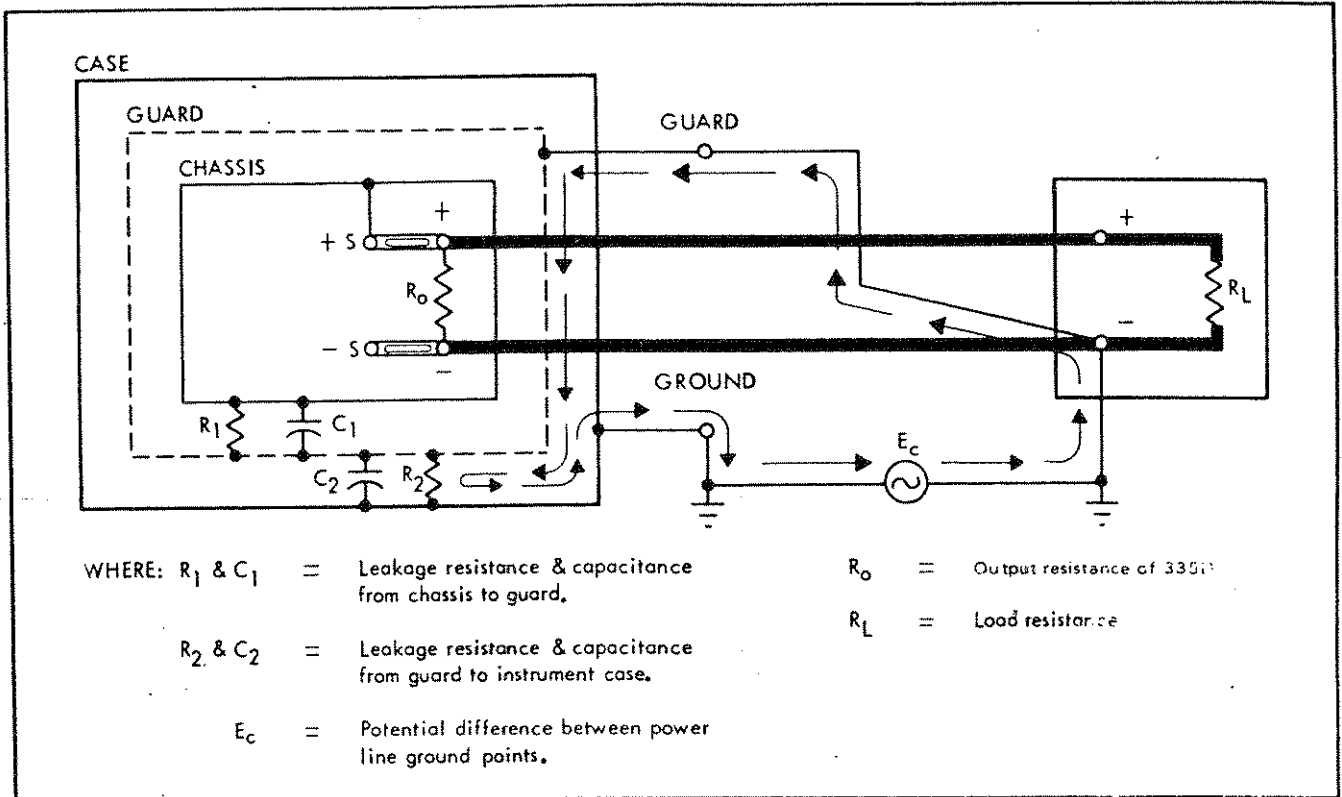 CASE
GUARD
GUARD
CHASSIS
+
+
+ S
Ro
RL
−
− S
−
GROUND
R1
C1
Ec
C2
R2
WHERE: R1 & C1 = Leakage resistance & capacitance
from chassis to guard.
Ro = Output resistance of
RL = Load resistance
R2 & C2 = Leakage resistance & capacitance
from guard to instrument case.
Ec = Potential difference between power
line ground points.